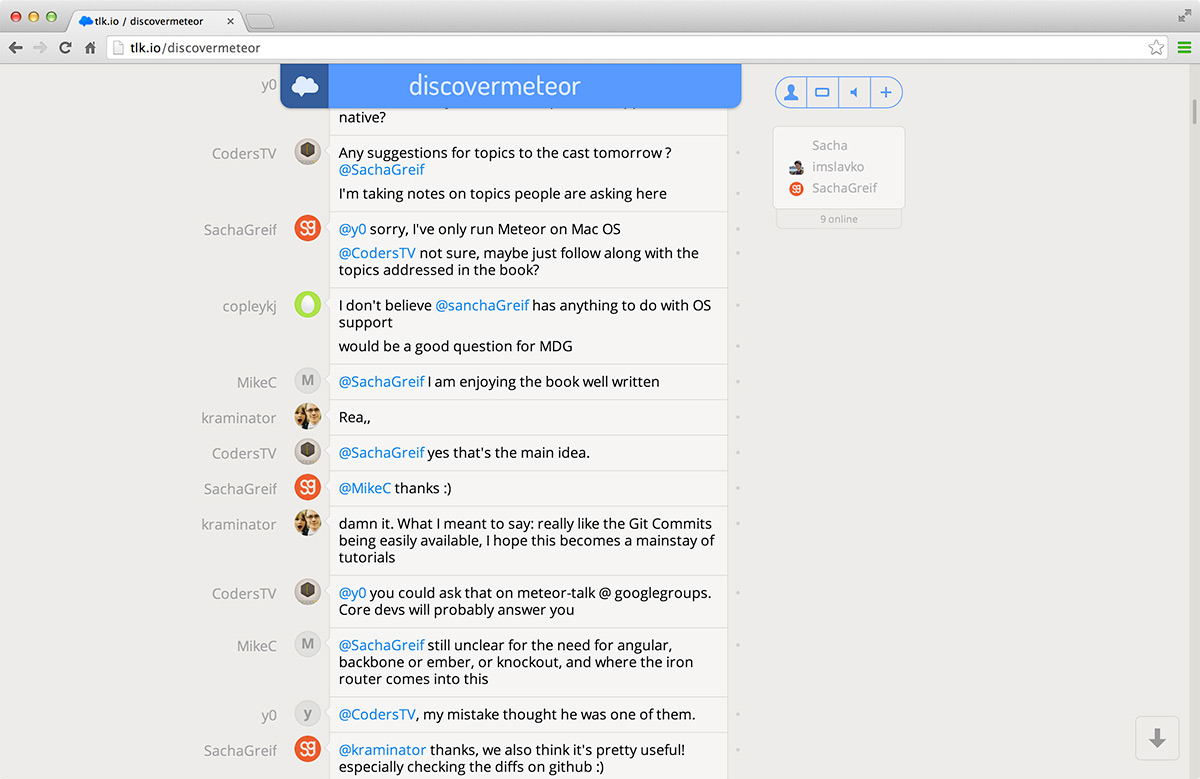 tlk.io / discovermeteor
tlk.io/discovermeteor
discovermeteor
y0
native?
CodersTV
Any suggestions for topics to the cast tomorrow ?
@SachaGreif
I'm taking notes on topics people are asking here
SachaGreif
@y0 sorry, I've only run Meteor on Mac OS
@CodersTV not sure, maybe just follow along with the
topics addressed in the book?
copleykj
I don't believe @sanchaGreif has anything to do with OS
support
would be a good question for MDG
MikeC
M
@SachaGreif I am enjoying the book well written
kraminator
Rea,,
CodersTV
@SachaGreif yes that's the main idea.
SachaGreif
@MikeC thanks :)
kraminator
damn it. What I meant to say: really like the Git Commits
being easily available, I hope this becomes a mainstay of
tutorials
CodersTV
@y0 you could ask that on meteor-talk @ googlegroups.
Core devs will probably answer you
MikeC
M
@SachaGreif still unclear for the need for angular,
backbone or ember, or knockout, and where the iron
router comes into this
y0
y
@CodersTV, my mistake thought he was one of them.
SachaGreif
@kraminator thanks, we also think it's pretty useful!
especially checking the diffs on github :)
Sacha
imslavko
SachaGreif
9 online